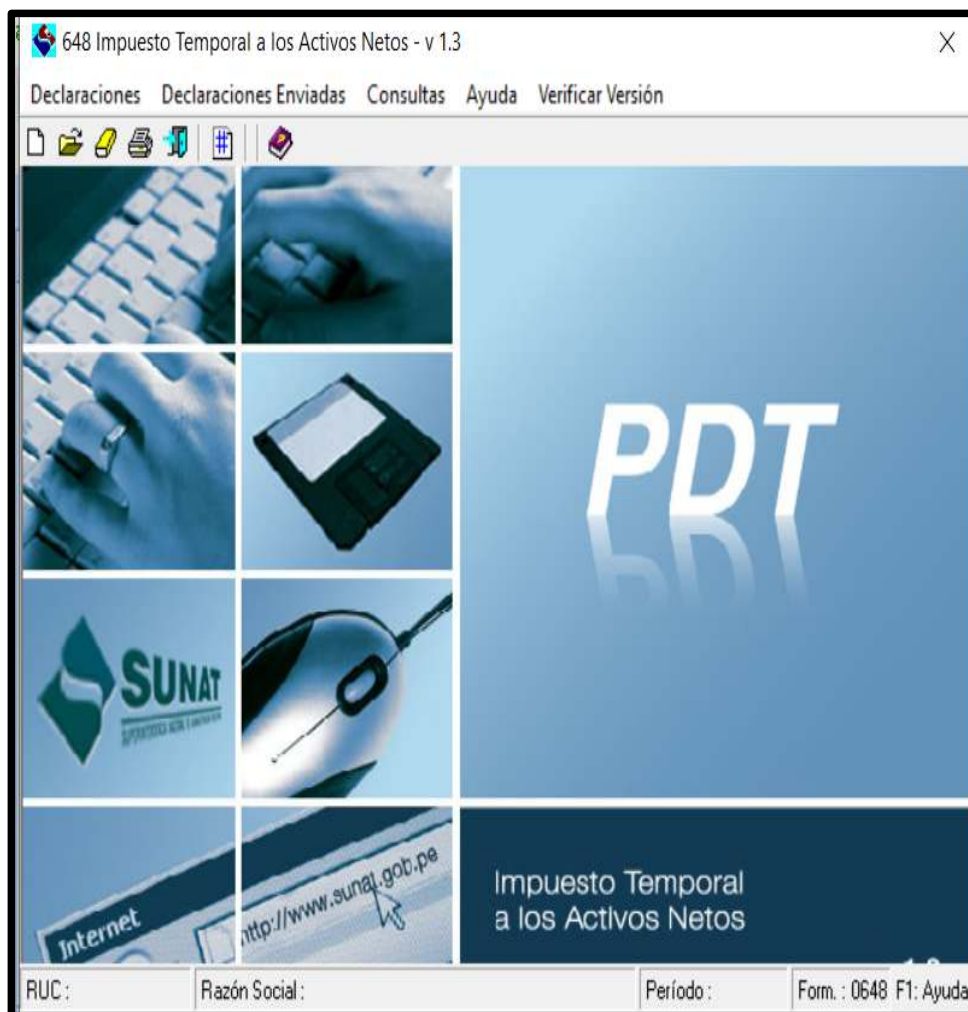 648 Impuesto Temporal a los Activos Netos - v 1.3
Declaraciones Declaraciones Enviadas Consultas Ayuda Verificar Versión
PDT
SUNAT
Internet
http://www.sunat.gob.pe
Impuesto Temporal
a los Activos Netos
RUC : Razón Social : Período : Form. : 0648 F1: Ayuda